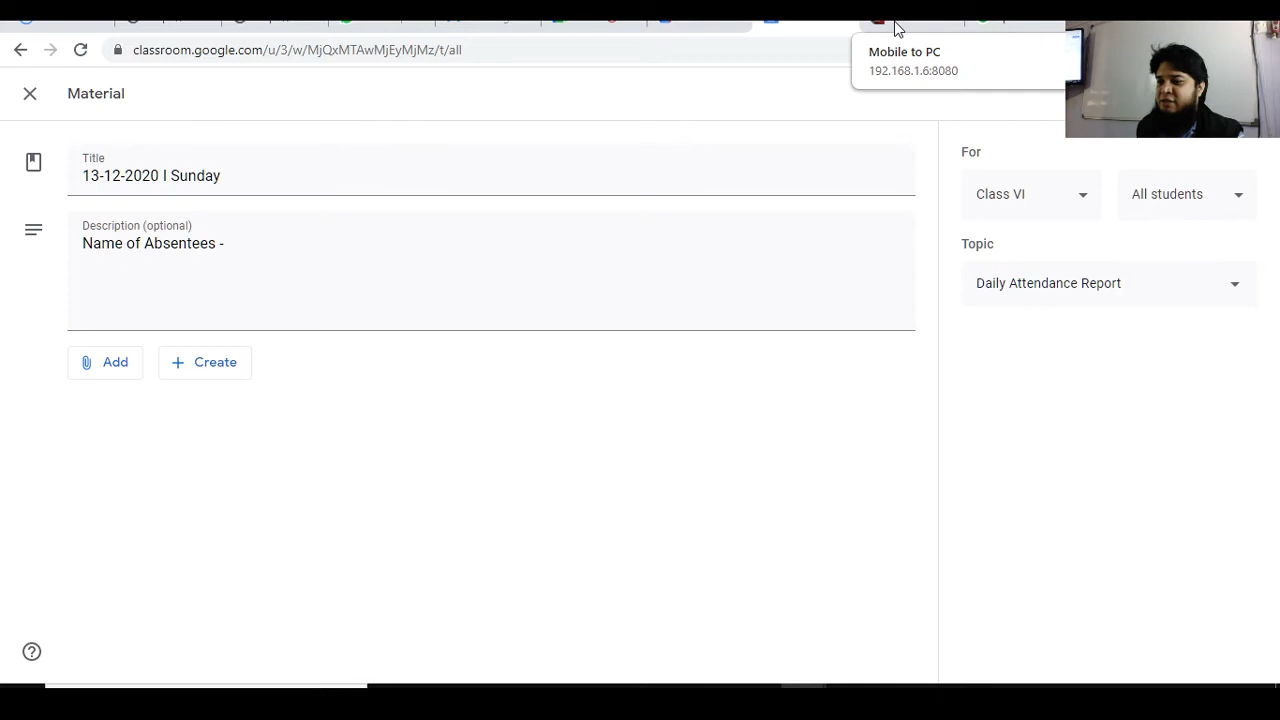 classroom.google.com/u/3/w/MjQxMTAwMjEyMjMz/t/all
Mobile to PC
192.168.1.6:8080
Material
Title
13-12-2020 I Sunday
Description (optional)
Name of Absentees -
Add
Create
For
Class VI
All students
Topic
Daily Attendance Report